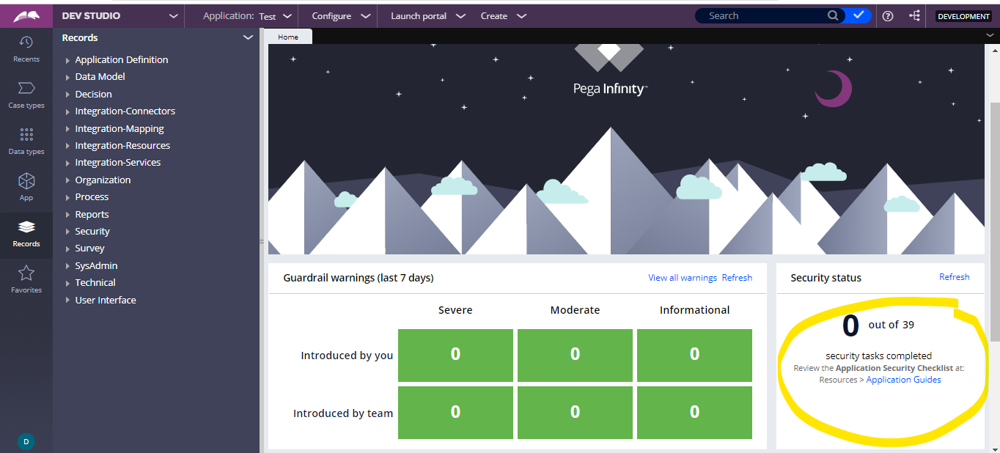 DEV STUDIO
Application: Test
Configure
Launch portal
Create
Search
DEVELOPMENT
Recents
Case types
Data types
App
Records
Favorites
D
Records
Application Definition
Data Model
Decision
Integration-Connectors
Integration-Mapping
Integration-Resources
Integration-Services
Organization
Process
Reports
Security
Survey
SysAdmin
Technical
User Interface
Home
Pega Infinity™
Guardrail warnings (last 7 days)
View all warnings Refresh
Severe Moderate Informational
Introduced by you 0 0 0
Introduced by team 0 0 0
Security status
Refresh
0 out of 39
security tasks completed
Review the Application Security Checklist at:
Resources > Application Guides